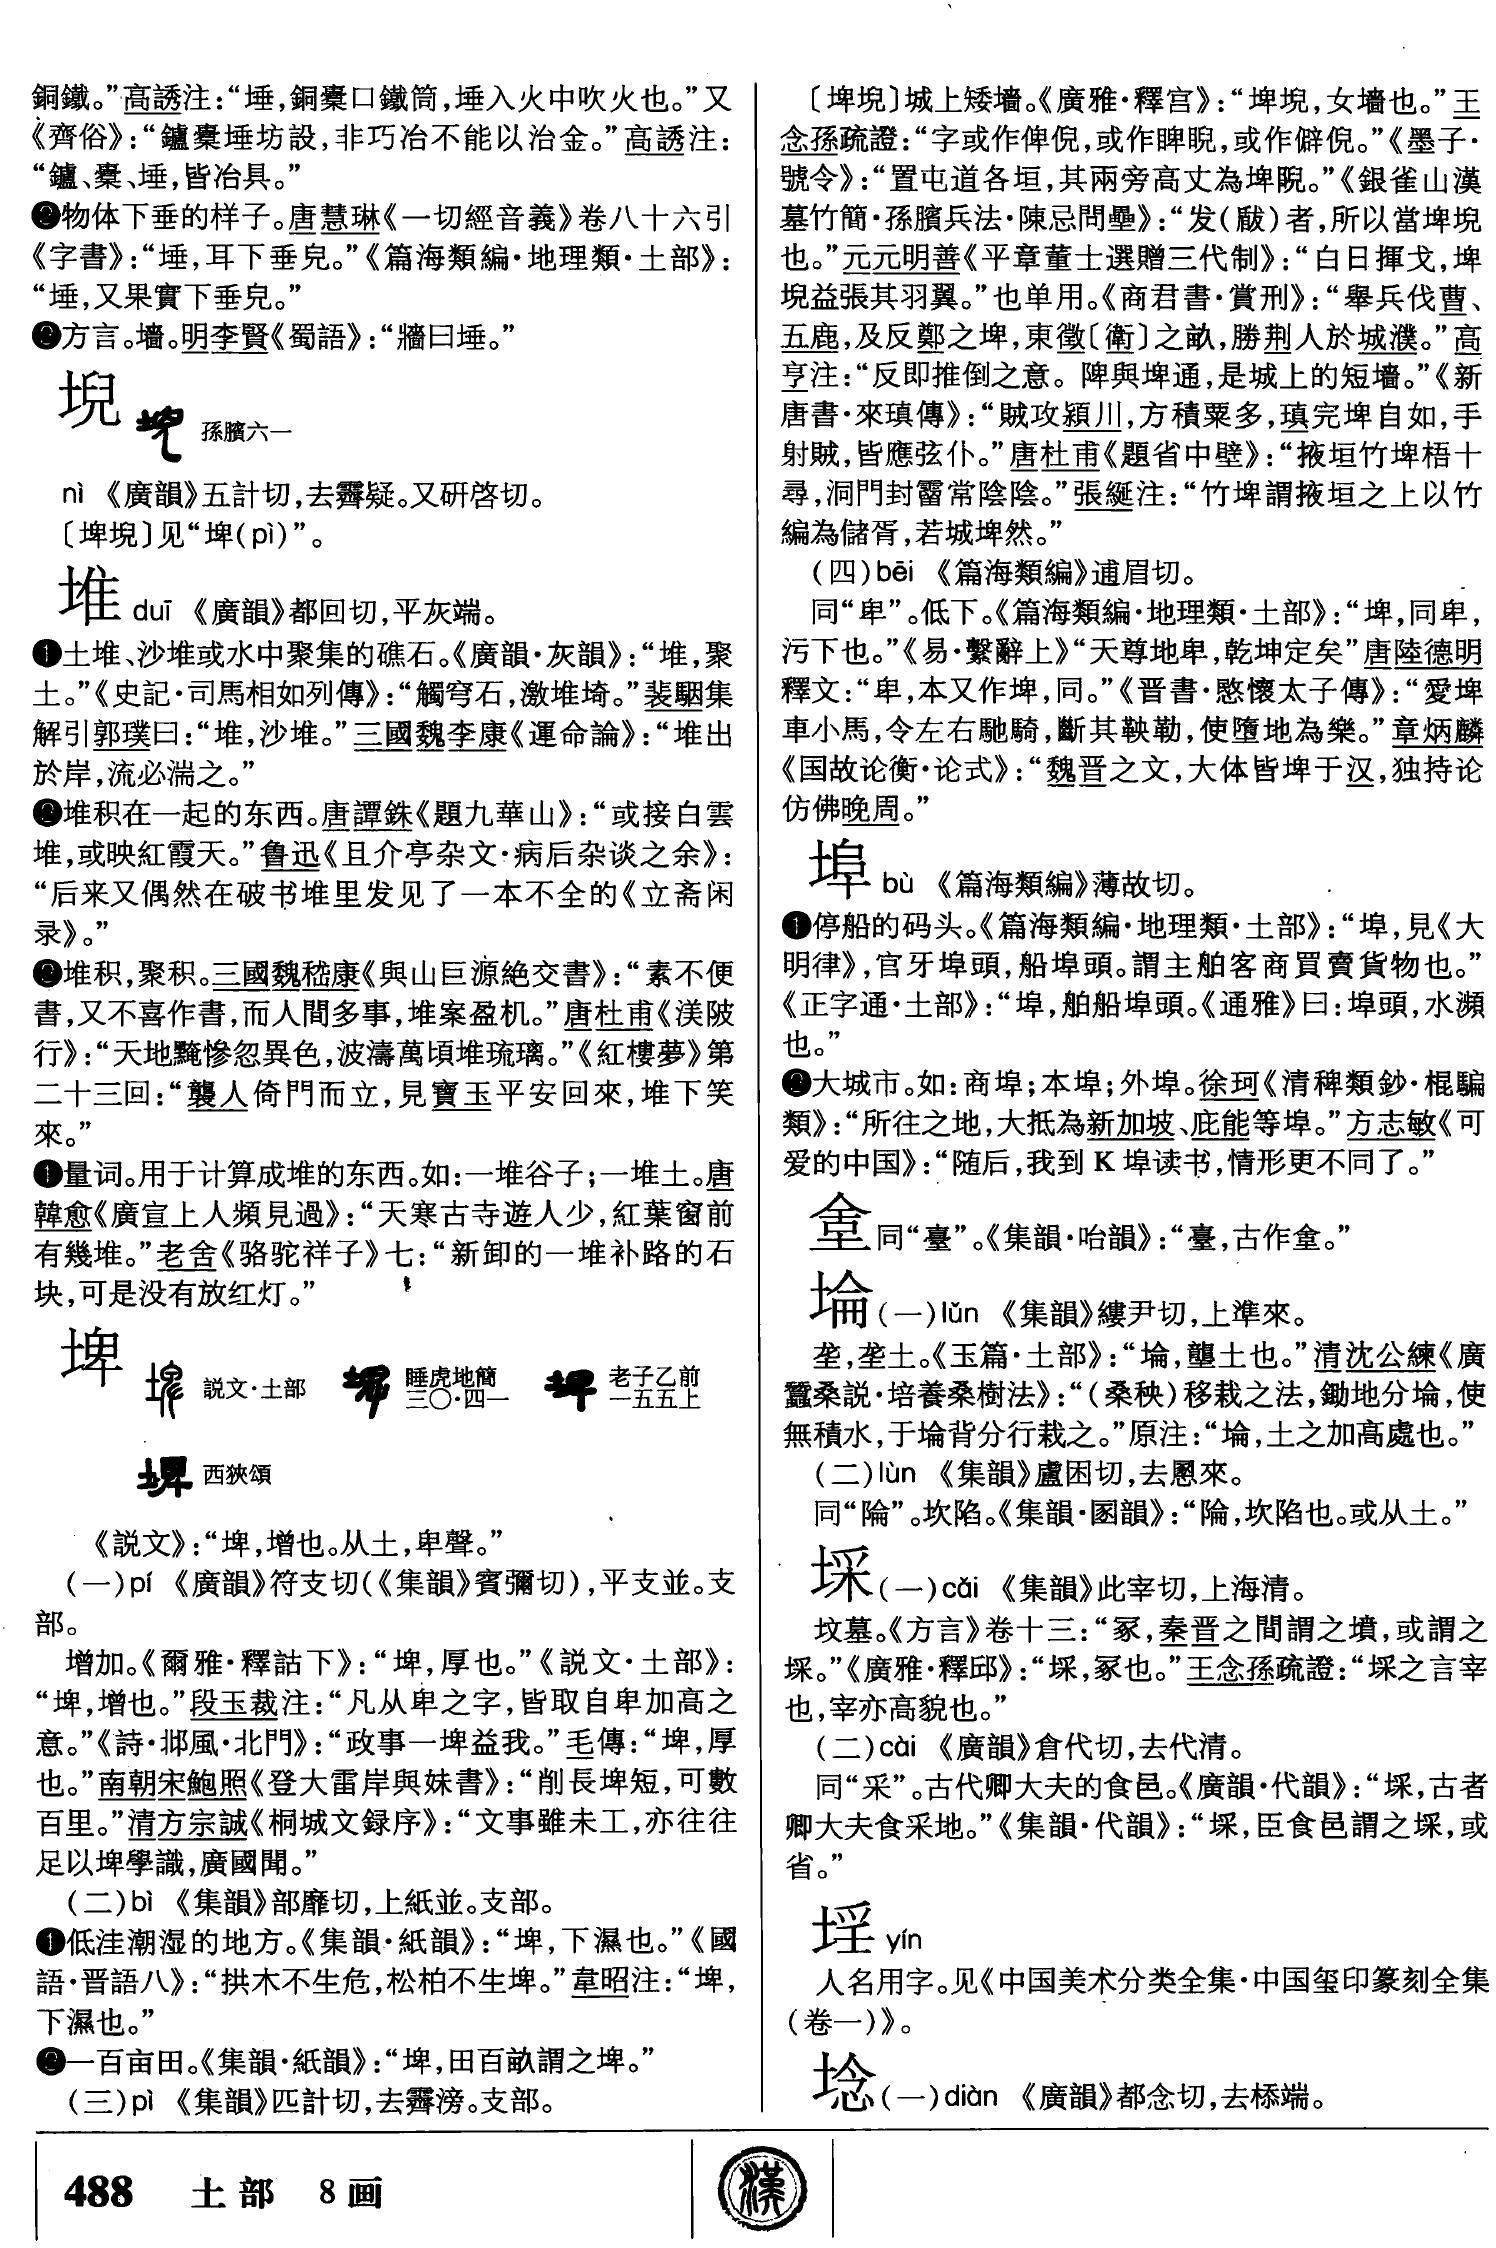 銅鐵。”高誘注：“埵，銅橐口鐵筒，埵入火中吹火也。”又
《齊俗》：“鑪橐埵坊設，非巧冶不能以治金。”高誘注：
“鑪、橐、埵，皆冶具。”
❷物体下垂的样子。唐慧琳《一切經音義》卷八十六引
《字書》：“埵，耳下垂皃。”《篇海類編·地理類·土部》：
“埵，又果實下垂皃。”
方言。墙。明李賢《蜀語》：“牆曰埵。”
堄
孫臏六一
nì 《廣韻》五計切，去霽疑。又研啓切。
〔埤堄〕见“埤(pì)”。
堆 duī 《廣韻》都回切，平灰端。
❶土堆、沙堆或水中聚集的礁石。《廣韻·灰韻》：“堆，聚
土。”《史記·司馬相如列傳》：“觸穹石，激堆埼。”裴駰集
解引郭璞曰：“堆，沙堆。”三國魏李康《運命論》：“堆出
於岸，流必湍之。”
❷堆积在一起的东西。唐譚銖《題九華山》：“或接白雲
堆，或映紅霞天。”鲁迅《且介亭杂文·病后杂谈之余》：
“后来又偶然在破书堆里发见了一本不全的《立斋闲
录》。”
堆积，聚积。三國魏嵇康《與山巨源絶交書》：“素不便
書，又不喜作書，而人間多事，堆案盈机。”唐杜甫《渼陂
行》：“天地黤慘忽異色，波濤萬頃堆琉璃。”《紅樓夢》第
二十三回：“襲人倚門而立，見寶玉平安回來，堆下笑
來。”
量词。用于计算成堆的东西。如：一堆谷子；一堆土。唐
韓愈《廣宣上人頻見過》：“天寒古寺遊人少，紅葉窗前
有幾堆。”老舍《骆驼祥子》七：“新卸的一堆补路的石
块，可是没有放红灯。”
埤
説文·土部 睡虎地簡三〇·四一 老子乙前一五五上
西狹頌
《説文》：“埤，增也。从土，卑聲。”
(一)pí 《廣韻》符支切(《集韻》賓彌切)，平支並。支
部。
增加。《爾雅·釋詁下》：“埤，厚也。”《説文·土部》：
“埤，增也。”段玉裁注：“凡从卑之字，皆取自卑加高之
意。”《詩·邶風·北門》：“政事一埤益我。”毛傳：“埤，厚
也。”南朝宋鮑照《登大雷岸與妹書》：“削長埤短，可數
百里。”清方宗誠《桐城文録序》：“文事雖未工，亦往往
足以埤學識，廣國聞。”
(二)bì 《集韻》部靡切，上紙並。支部。
❶低洼潮湿的地方。《集韻·紙韻》：“埤，下濕也。”《國
語·晋語八》：“拱木不生危，松柏不生埤。”韋昭注：“埤，
下濕也。”
❷一百亩田。《集韻·紙韻》：“埤，田百畝謂之埤。”
(三)pì 《集韻》匹計切，去霽滂。支部。
〔埤堄〕城上矮墙。《廣雅·釋宫》：“埤堄，女墙也。”王
念孫疏證：“字或作俾倪，或作睥睨，或作僻倪。”《墨子·
號令》：“置屯道各垣，其兩旁高丈為埤隉。”《銀雀山漢
墓竹簡·孫臏兵法·陳忌問壘》：“发(瞂)者，所以當埤堄
也。”元元明善《平章董士選贈三代制》：“白日揮戈，埤
堄益張其羽翼。”也单用。《商君書·賞刑》：“舉兵伐曹、
五鹿，及反鄭之埤，東徵〔衛〕之畝，勝荆人於城濮。”高
亨注：“反即推倒之意。陴與埤通，是城上的短墙。”《新
唐書·來瑱傳》：“賊攻潁川，方積粟多，瑱完埤自如，手
射賊，皆應弦仆。”唐杜甫《題省中壁》：“掖垣竹埤梧十
尋，洞門封霤常陰陰。”張綖注：“竹埤謂掖垣之上以竹
編為儲胥，若城埤然。”
(四)bēi 《篇海類編》逋眉切。
同“卑”。低下。《篇海類編·地理類·土部》：“埤，同卑，
污下也。”《易·繫辭上》“天尊地卑，乾坤定矣”唐陸德明
釋文：“卑，本又作埤，同。”《晋書·愍懷太子傳》：“愛埤
車小馬，令左右馳騎，斷其鞅勒，使墮地為樂。”章炳麟
《国故论衡·论式》：“魏晋之文，大体皆埤于汉，独持论
仿佛晚周。”
埠 bù 《篇海類編》薄故切。
❶停船的码头。《篇海類編·地理類·土部》：“埠，見《大
明律》，官牙埠頭，船埠頭。謂主舶客商買賣貨物也。”
《正字通·土部》：“埠，舶船埠頭。《通雅》曰：埠頭，水瀕
也。”
❷大城市。如：商埠；本埠；外埠。徐珂《清稗類鈔·棍騙
類》：“所往之地，大抵為新加坡、庇能等埠。”方志敏《可
爱的中国》：“随后，我到 K 埠读书，情形更不同了。”
坴同“臺”。《集韻·咍韻》：“臺，古作坴。”
埨(一)lǔn 《集韻》縷尹切，上準來。
垄，垄土。《玉篇·土部》：“埨，壟土也。”清沈公練《廣
蠶桑説·培養桑樹法》：“(桑秧)移栽之法，鋤地分埨，使
無積水，于埨背分行栽之。”原注：“埨，土之加高處也。”
(二)lùn 《集韻》盧困切，去慁來。
同“陯”。坎陷。《集韻·圂韻》：“陯，坎陷也。或从土。”
埰(一)cǎi 《集韻》此宰切，上海清。
坟墓。《方言》卷十三：“冢，秦晋之間謂之墳，或謂之
埰。”《廣雅·釋邱》：“埰，冢也。”王念孫疏證：“埰之言宰
也，宰亦高貌也。”
(二)cài 《廣韻》倉代切，去代清。
同“采”。古代卿大夫的食邑。《廣韻·代韻》：“埰，古者
卿大夫食采地。”《集韻·代韻》：“埰，臣食邑謂之埰，或
省。”
婬 yín
人名用字。见《中国美术分类全集·中国玺印篆刻全集
(卷一)》。
埝(一)diàn 《廣韻》都念切，去㮇端。
488 土部 8画
漢